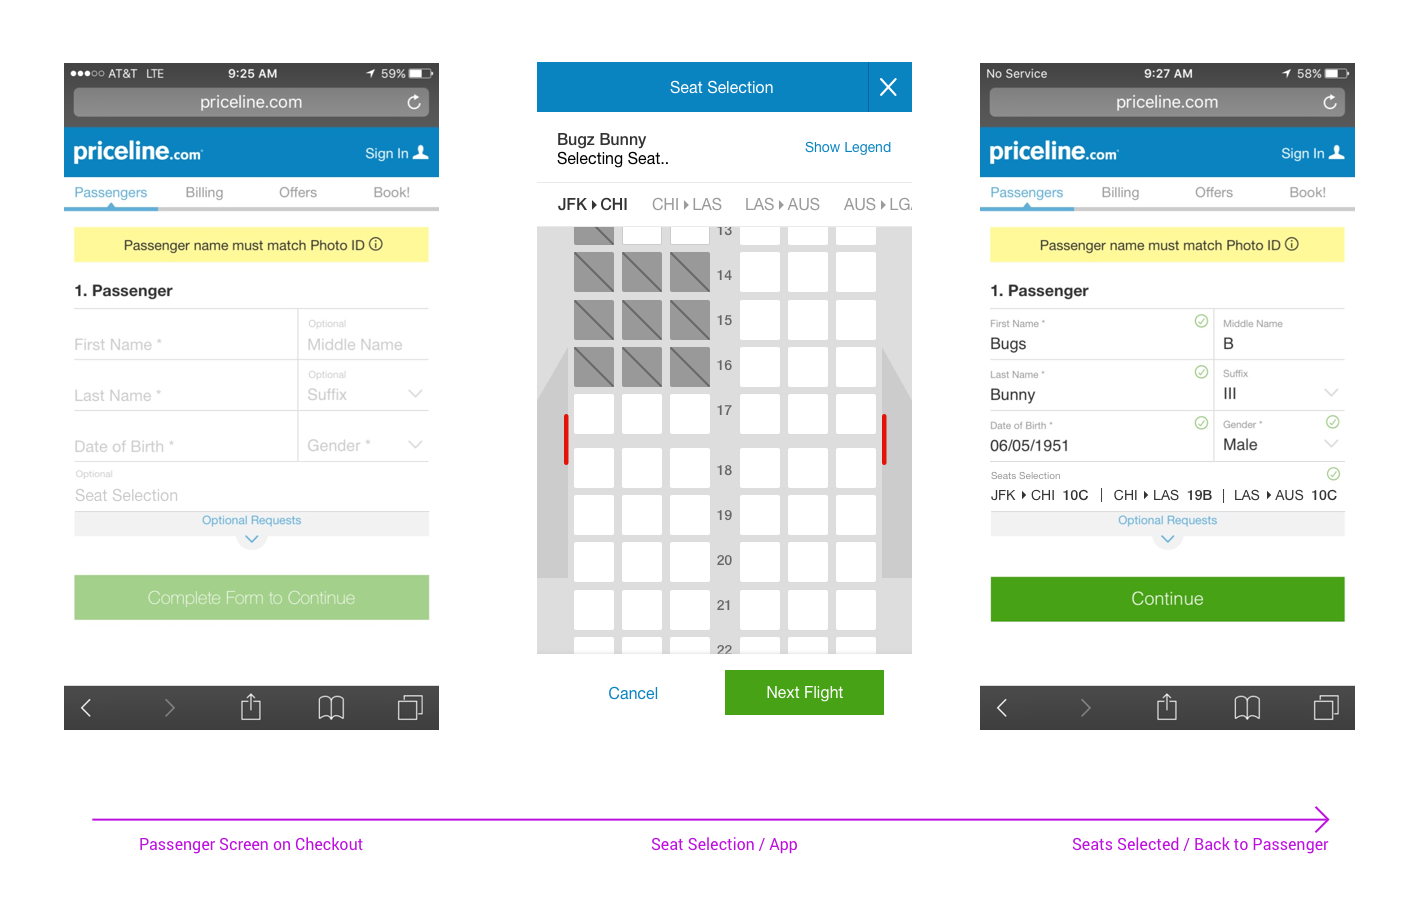 AT&T LTE 9:25 AM 59%
priceline.com
priceline.com Sign In
Passengers Billing Offers Book!
Passenger name must match Photo ID
1. Passenger
Optional
First Name * Middle Name
Optional
Last Name * Suffix
Date of Birth * Gender *
Optional
Seat Selection
Optional Requests
Complete Form to Continue
Seat Selection
Bugz Bunny
Selecting Seat..
Show Legend
JFK CHI CHI LAS LAS AUS AUS LGA
13
14
15
16
17
18
19
20
21
22
Cancel Next Flight
No Service 9:27 AM 58%
priceline.com
priceline.com Sign In
Passengers Billing Offers Book!
Passenger name must match Photo ID
1. Passenger
First Name * Middle Name
Bugs B
Last Name * Suffix
Bunny III
Date of Birth * Gender *
06/05/1951 Male
Seats Selection
JFK CHI 10C | CHI LAS 19B | LAS AUS 10C
Optional Requests
Continue
Passenger Screen on Checkout
Seat Selection / App
Seats Selected / Back to Passenger